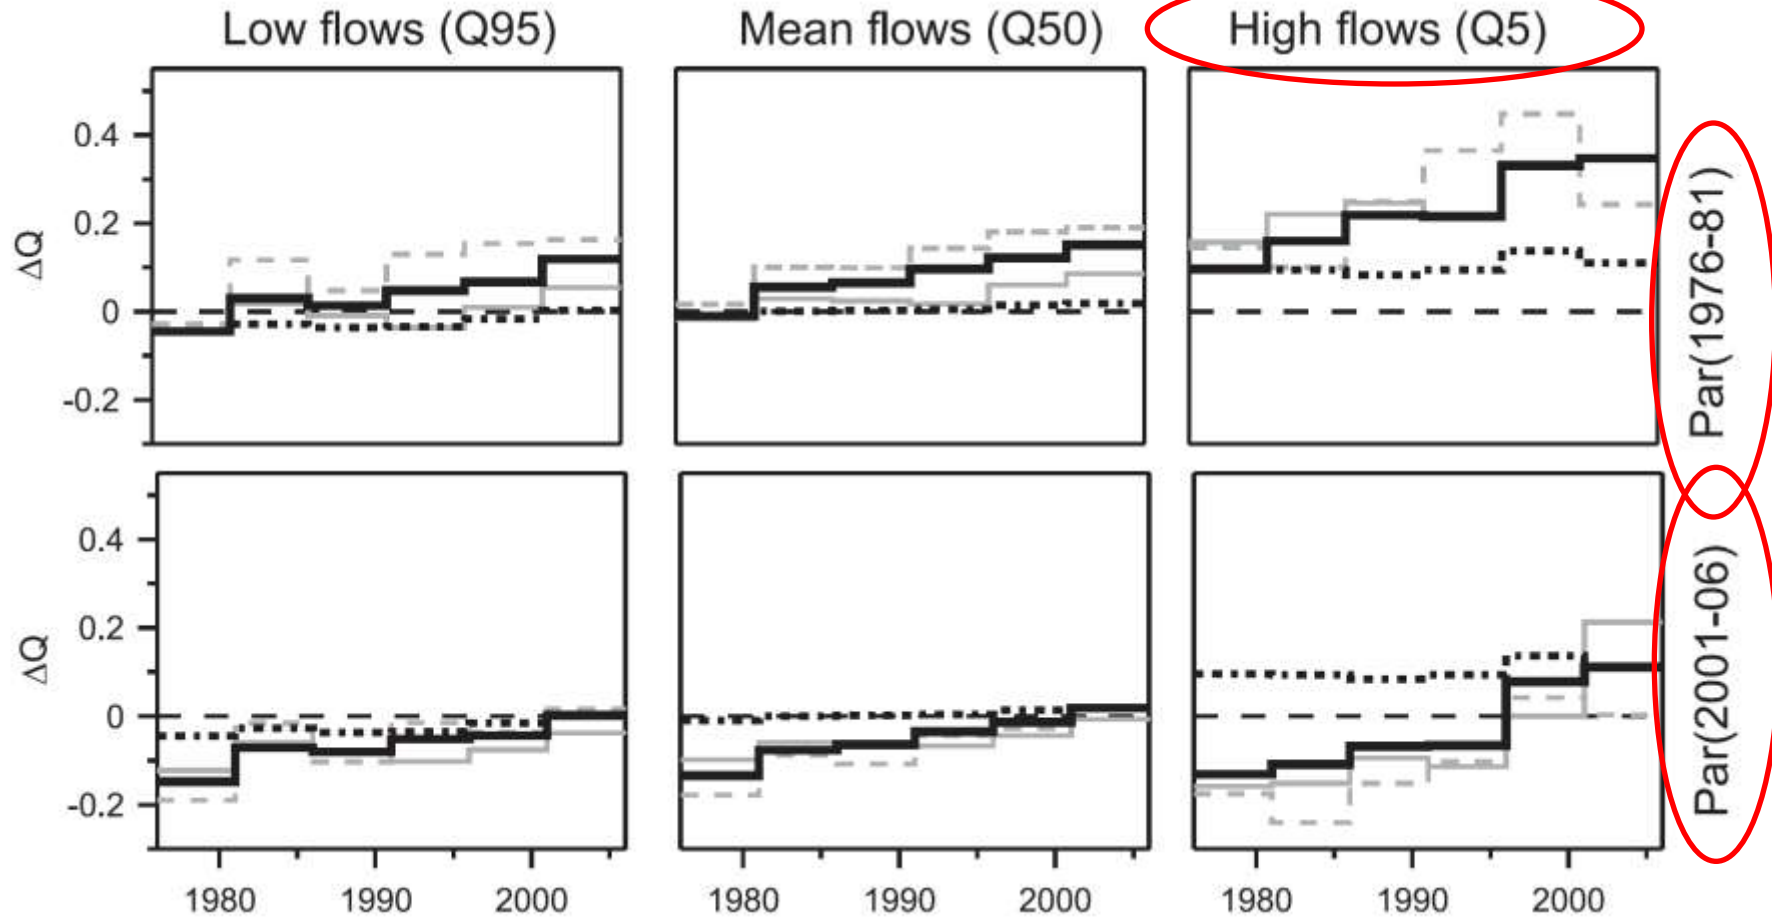 Low flows (Q95)
Mean flows (Q50)
High flows (Q5)
ΔQ
0.4
0.2
0
-0.2
Par(1976-81)
ΔQ
0.4
0.2
0
-0.2
Par(2001-06)
1980 1990 2000
1980 1990 2000
1980 1990 2000